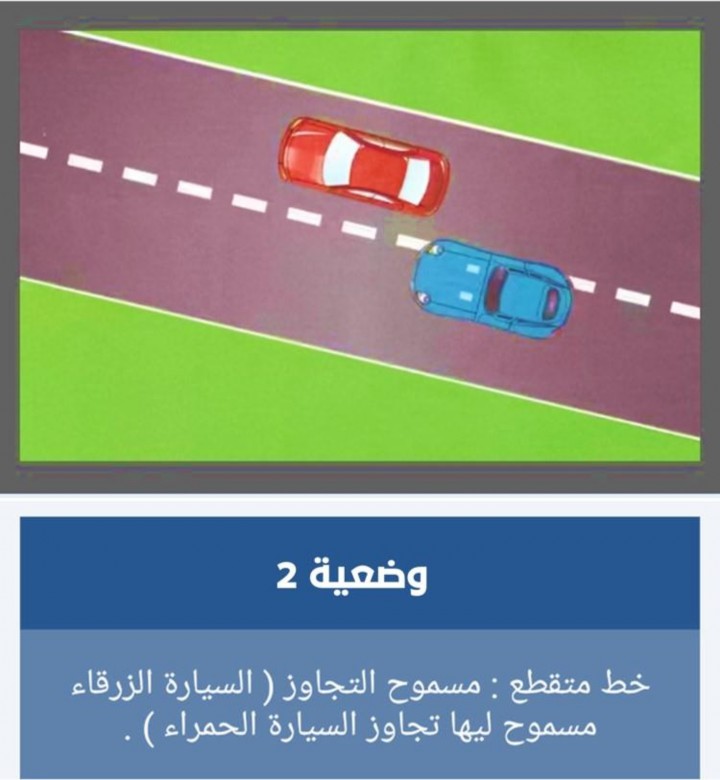 وضعية 2
خط متقطع : مسموح التجاوز ( السيارة الزرقاء
مسموح ليها تجاوز السيارة الحمراء ) .